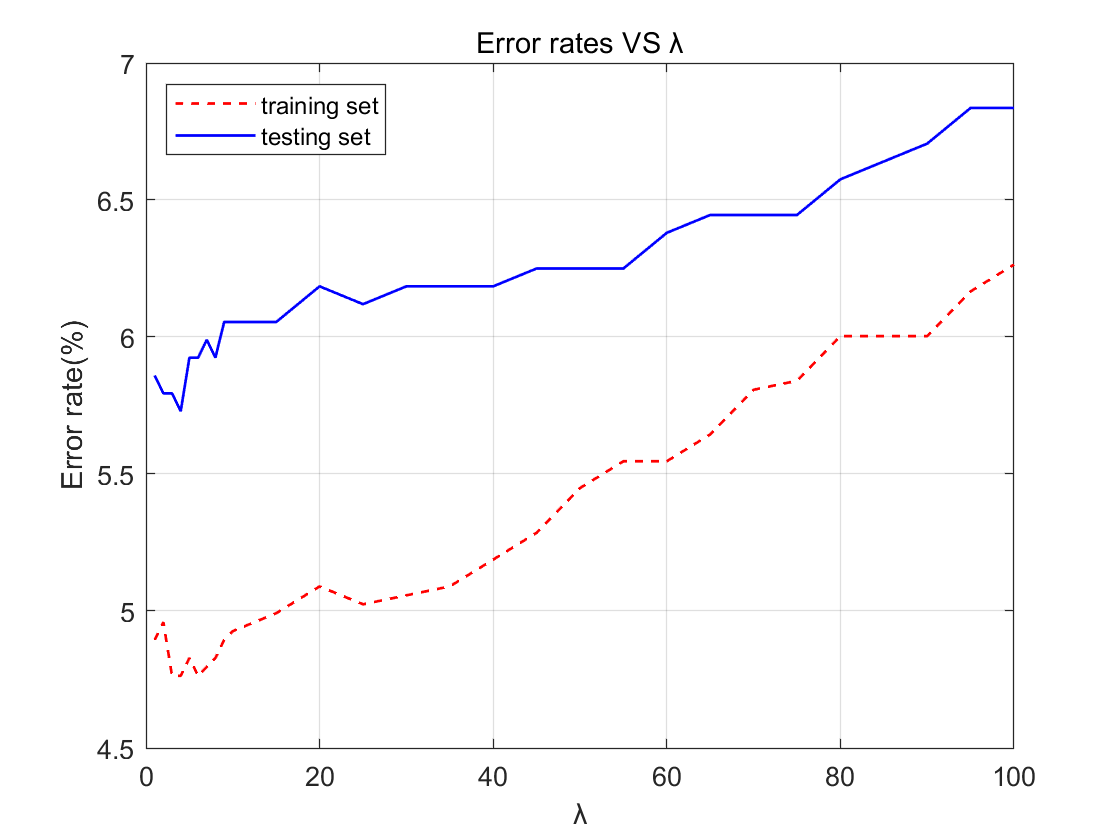 Error rates VS λ
training set
testing set
Error rate(%)
7
6.5
6
5.5
5
4.5
0 20 40 60 80 100
λ